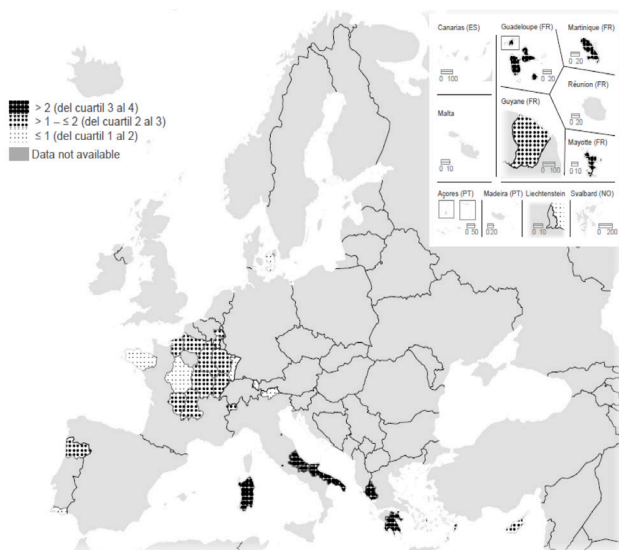 > 2 (del cuartil 3 al 4)
> 1 – ≤ 2 (del cuartil 2 al 3)
≤ 1 (del cuartil 1 al 2)
Data not available
Canarias (ES)
0 100
Guadeloupe (FR)
0 20
Martinique (FR)
0 20
Réunion (FR)
0 20
Malta
0 10
Guyane (FR)
0 100
Mayotte (FR)
0 10
Açores (PT)
0 50
Madeira (PT)
0 20
Liechtenstein
0 10
Svalbard (NO)
0 200